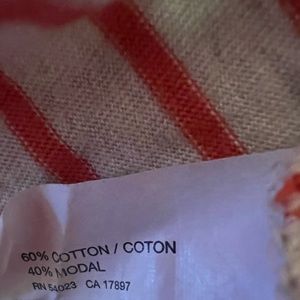 60% COTTON / COTON
40% MODAL
RN 54023 CA 17897